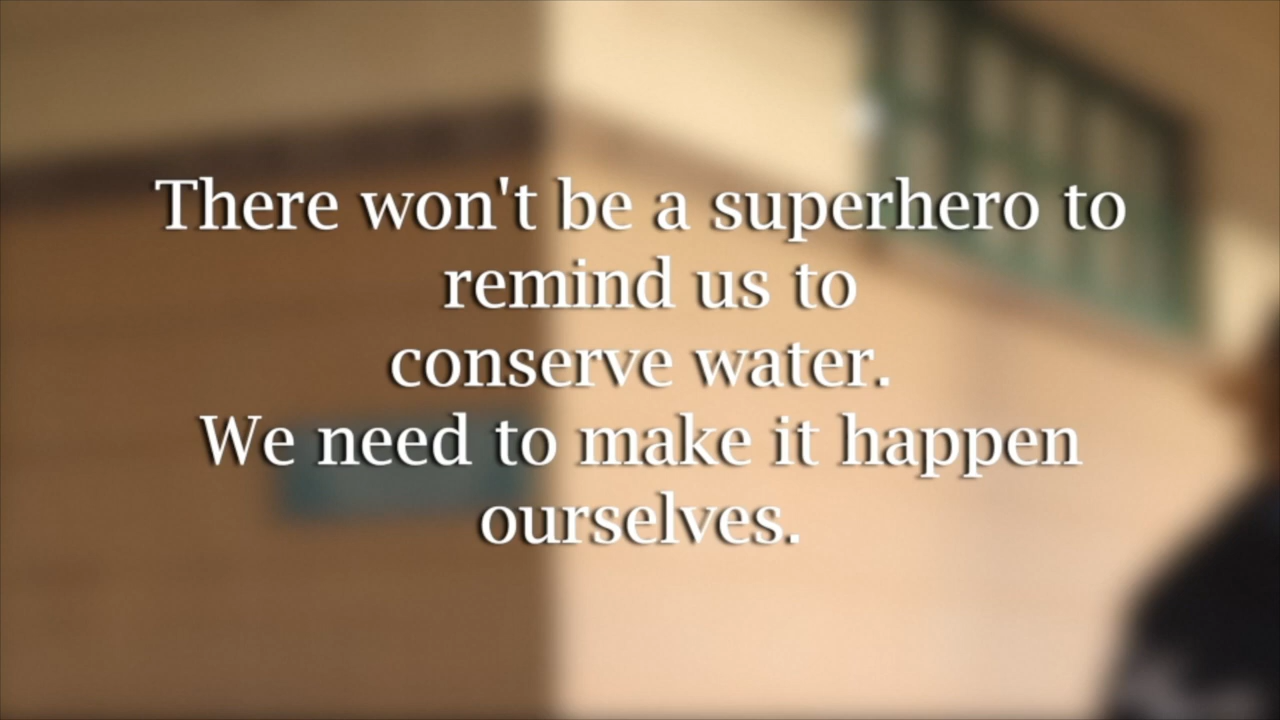 There won't be a superhero to
remind us to
conserve water.
We need to make it happen
ourselves.